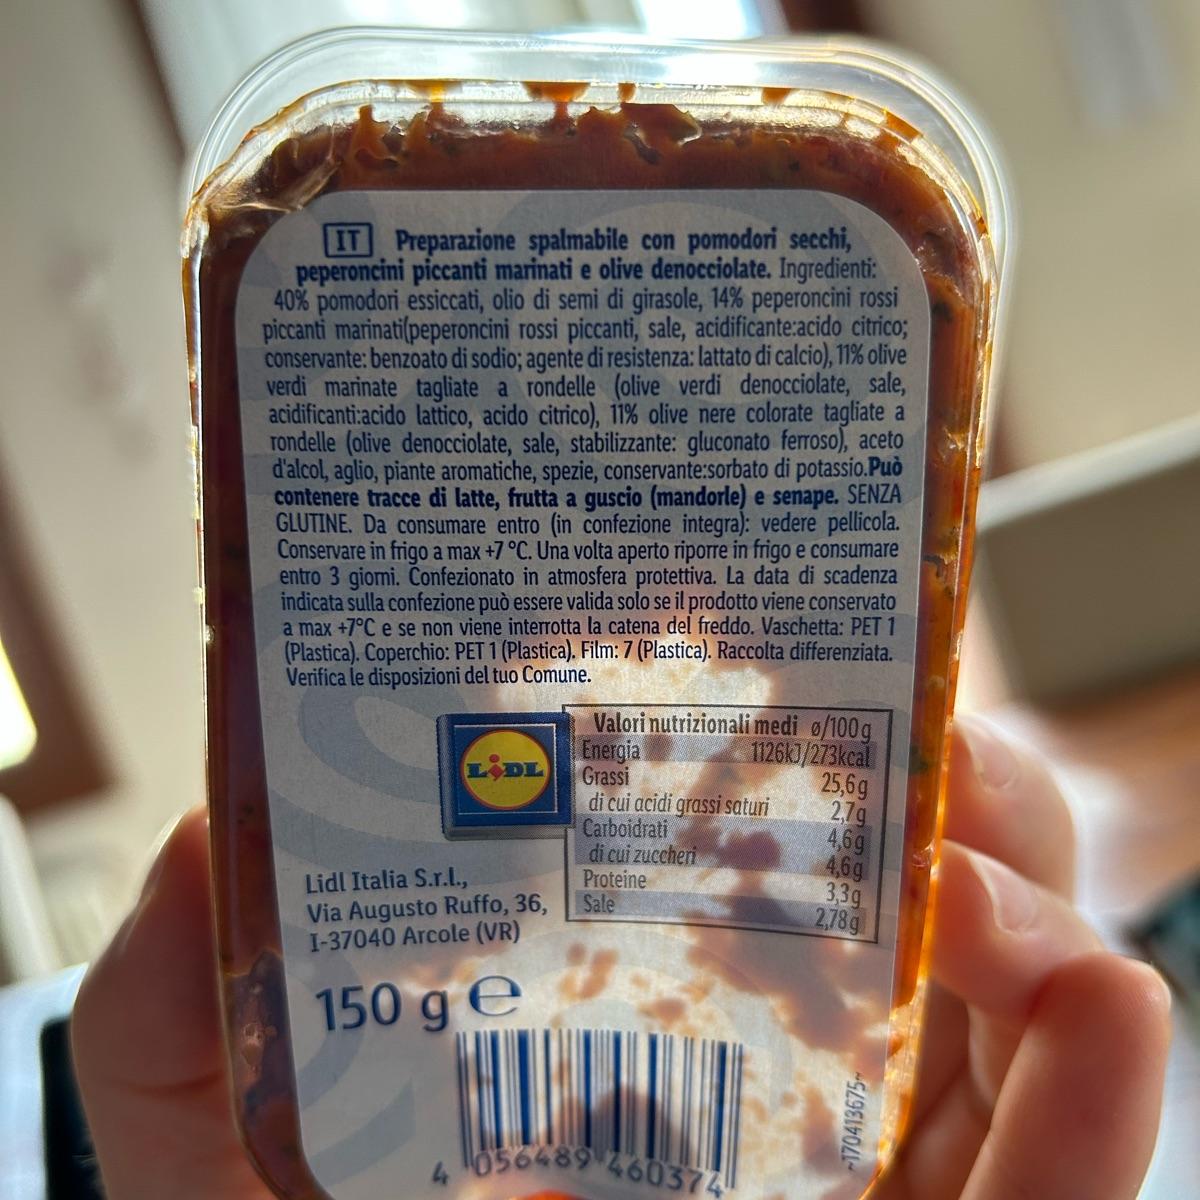 IT Preparazione spalmabile con pomodori secchi,
peperoncini piccanti marinati e olive denocciolate. Ingredienti:
40% pomodori essiccati, olio di semi di girasole, 14% peperoncini rossi
piccanti marinati(peperoncini rossi piccanti, sale, acidificante:acido citrico;
conservante: benzoato di sodio; agente di resistenza: lattato di calcio), 11% olive
verdi marinate tagliate a rondelle (olive verdi denocciolate, sale,
acidificanti:acido lattico, acido citrico), 11% olive nere colorate tagliate a
rondelle (olive denocciolate, sale, stabilizzante: gluconato ferroso), aceto
d'alcol, aglio, piante aromatiche, spezie, conservante:sorbato di potassio.Può
contenere tracce di latte, frutta a guscio (mandorle) e senape. SENZA
GLUTINE. Da consumare entro (in confezione integra): vedere pellicola.
Conservare in frigo a max +7 °C. Una volta aperto riporre in frigo e consumare
entro 3 giorni. Confezionato in atmosfera protettiva. La data di scadenza
indicata sulla confezione può essere valida solo se il prodotto viene conservato
a max +7°C e se non viene interrotta la catena del freddo. Vaschetta: PET 1
(Plastica). Coperchio: PET 1 (Plastica). Film: 7 (Plastica). Raccolta differenziata.
Verifica le disposizioni del tuo Comune.
LIDL
Valori nutrizionali medi ø/100g
Energia 1126kJ/273kcal
Grassi 25,6g
di cui acidi grassi saturi 2,7g
Carboidrati 4,6g
di cui zuccheri 4,6g
Proteine 3,3g
Sale 2,78g
Lidl Italia S.r.l.,
Via Augusto Ruffo, 36,
I-37040 Arcole (VR)
150 g e
4 056489 460374
~170413675~